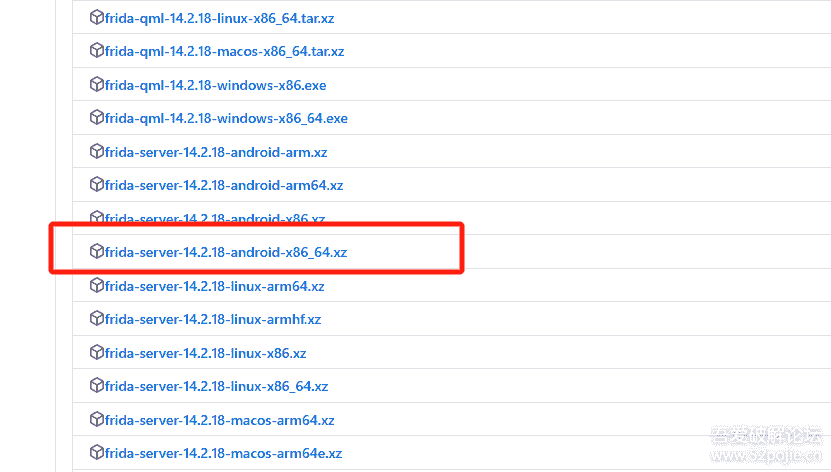 frida-qml-14.2.18-linux-x86_64.tar.xz
frida-qml-14.2.18-macos-x86_64.tar.xz
frida-qml-14.2.18-windows-x86.exe
frida-qml-14.2.18-windows-x86_64.exe
frida-server-14.2.18-android-arm.xz
frida-server-14.2.18-android-arm64.xz
frida-server-14.2.18-android-x86.xz
frida-server-14.2.18-android-x86_64.xz
frida-server-14.2.18-linux-arm64.xz
frida-server-14.2.18-linux-armhf.xz
frida-server-14.2.18-linux-x86.xz
frida-server-14.2.18-linux-x86_64.xz
frida-server-14.2.18-macos-arm64.xz
frida-server-14.2.18-macos-arm64e.xz
吾爱破解论坛
www.52pojie.cn